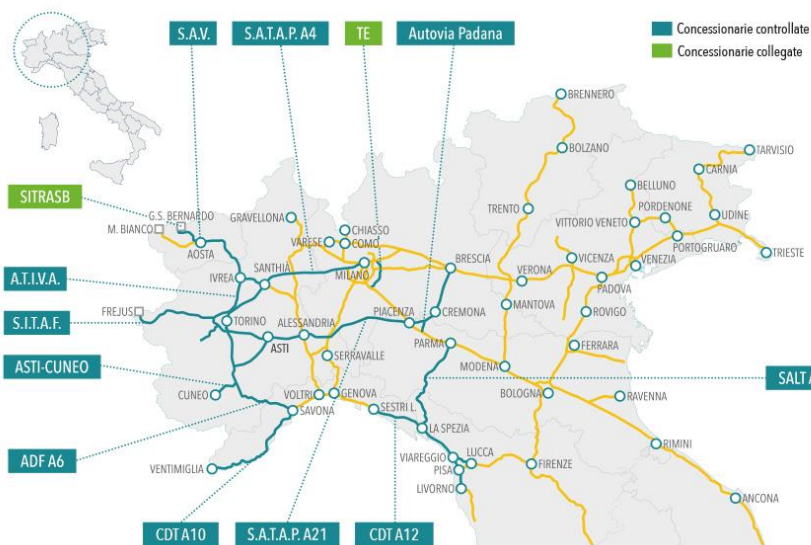 S.A.V.
S.A.T.A.P. A4
TE
Autovia Padana
Concessionarie controllate
Concessionarie collegate
BRENNERO
BOLZANO
TARVISIO
CARNIA
SITRASB
G.S. BERNARDO
M. BIANCO
GRAVELLONA
CHIASSO
VARESE
COMO
TRENTO
BELLUNO
PORDENONE
VITTORIO VENETO
UDINE
AOSTA
PORTOGRUARO
TRIESTE
A.T.I.V.A.
IVREA
SANTHIA
MILANO
BRESCIA
VERONA
VICENZA
VENEZIA
PADOVA
S.I.T.A.F.
FREJUS
TORINO
ALESSANDRIA
PIACENZA
CREMONA
MANTOVA
ROVIGO
ASTI
PARMA
FERRARA
ASTI-CUNEO
SERRAVALLE
MODENA
SALT A
CUNEO
VOLTRI
GENOVA
SESTRI L.
BOLOGNA
RAVENNA
SAVONA
LA SPEZIA
ADF A6
VENTIMIGLIA
VIAREGGIO
LUCCA
PISA
FIRENZE
RIMINI
LIVORNO
ANCONA
CDT A10
S.A.T.A.P. A21
CDT A12